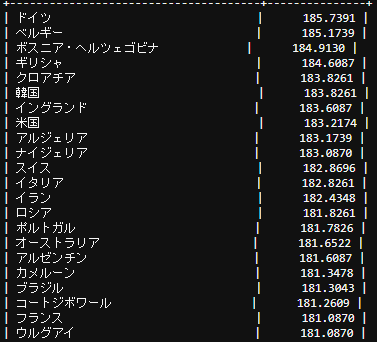 +----------------------------------------+---------------+
| ドイツ | 185.7391 |
| ベルギー | 185.1739 |
| ボスニア・ヘルツェゴビナ | 184.9130 |
| ギリシャ | 184.6087 |
| クロアチア | 183.8261 |
| 韓国 | 183.8261 |
| イングランド | 183.6087 |
| 米国 | 183.2174 |
| アルジェリア | 183.1739 |
| ナイジェリア | 183.0870 |
| スイス | 182.8696 |
| イタリア | 182.8261 |
| イラン | 182.4348 |
| ロシア | 181.8261 |
| ポルトガル | 181.7826 |
| オーストラリア | 181.6522 |
| アルゼンチン | 181.6087 |
| カメルーン | 181.3478 |
| ブラジル | 181.3043 |
| コートジボワール | 181.2609 |
| フランス | 181.0870 |
| ウルグアイ | 181.0870 |